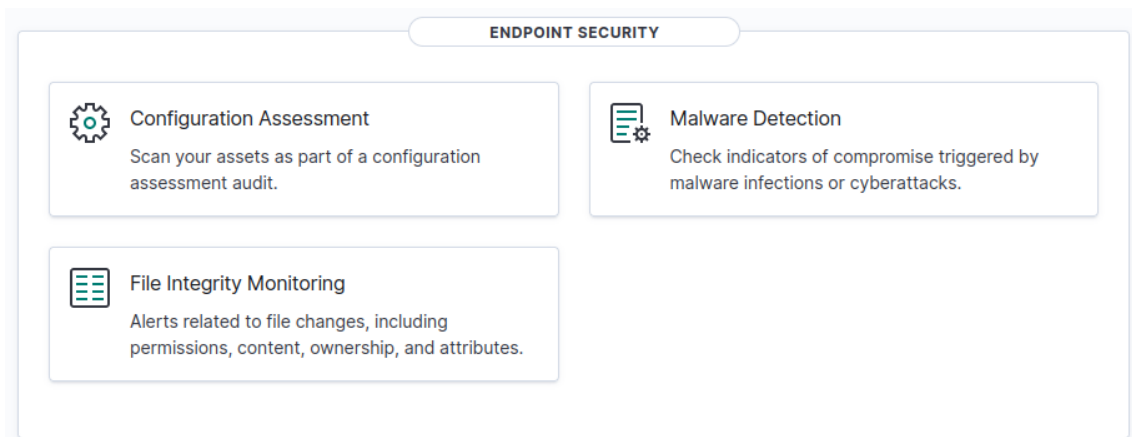 ENDPOINT SECURITY
Configuration Assessment
Scan your assets as part of a configuration
assessment audit.
Malware Detection
Check indicators of compromise triggered by
malware infections or cyberattacks.
File Integrity Monitoring
Alerts related to file changes, including
permissions, content, ownership, and attributes.